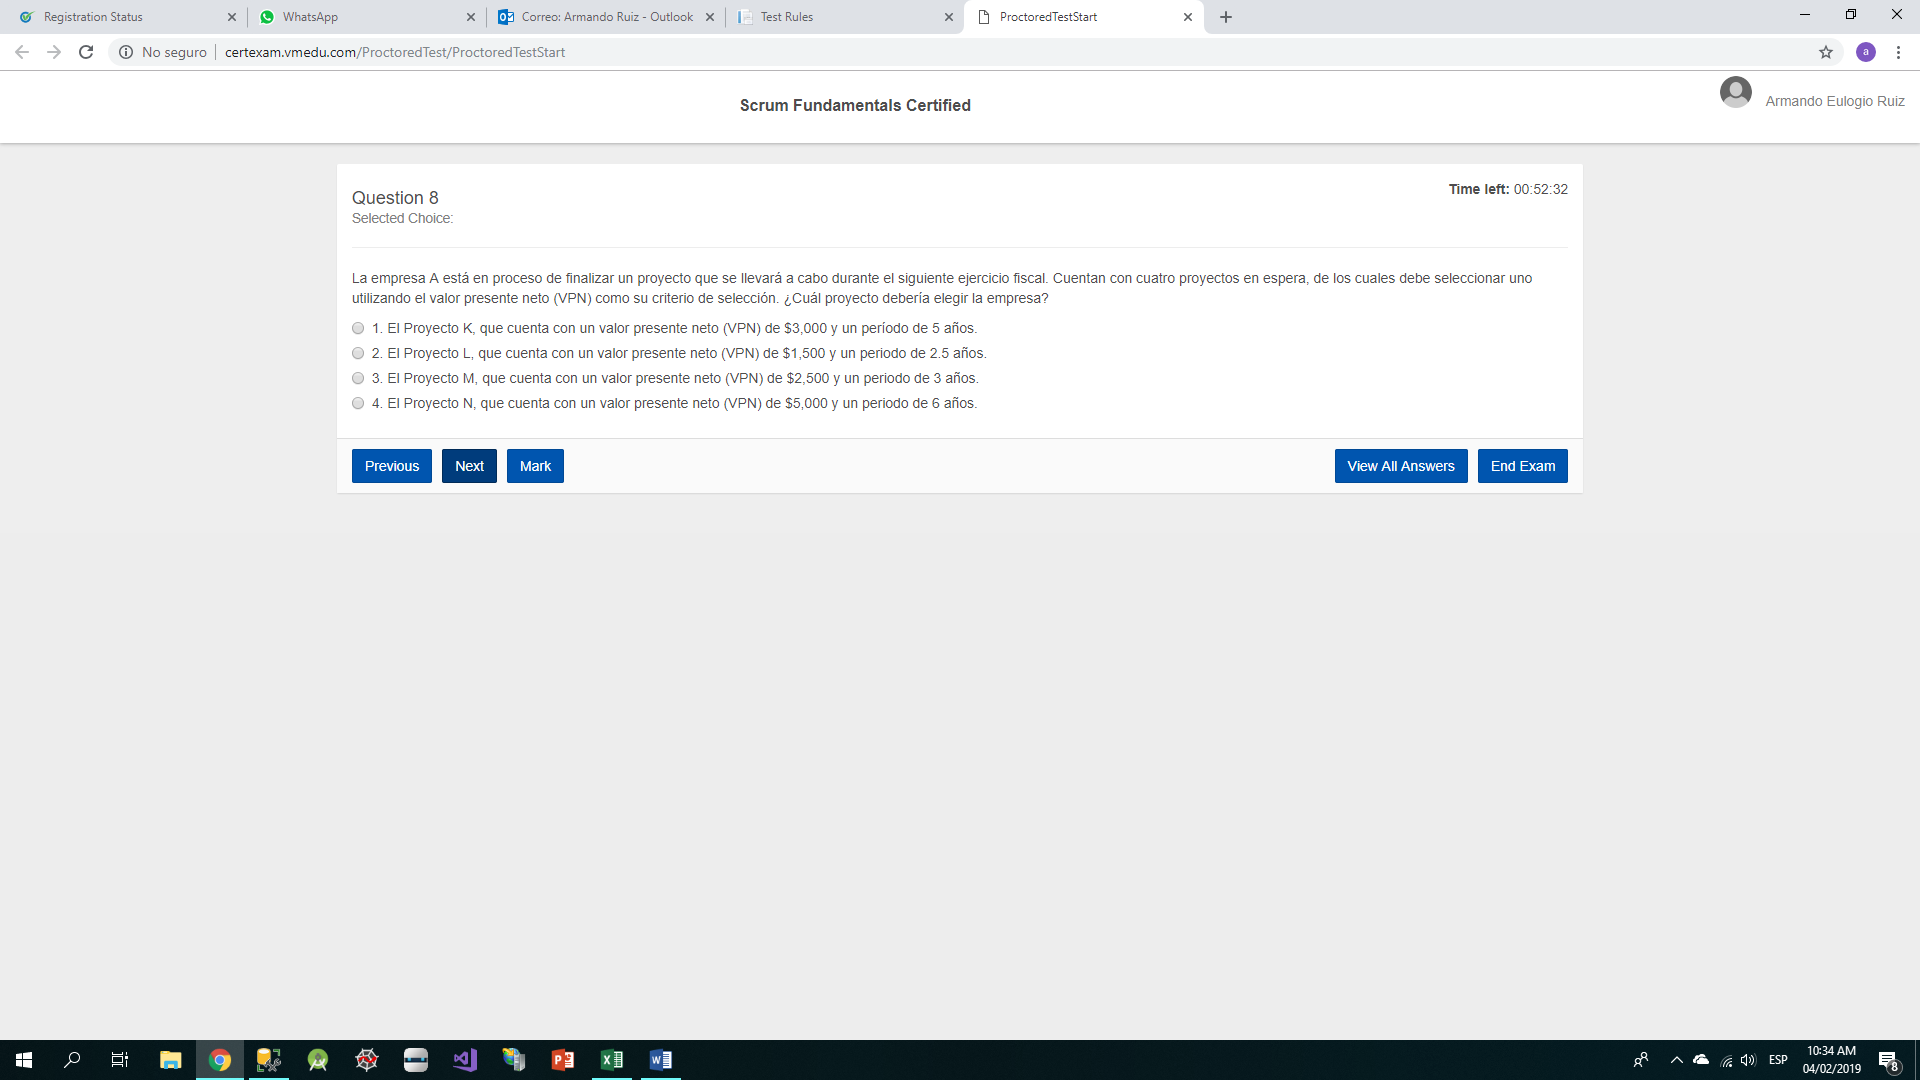 Registration Status
WhatsApp
Correo: Armando Ruiz - Outlook
Test Rules
ProctoredTestStart
No seguro
certexam.vmedu.com/ProctoredTest/ProctoredTestStart
a
Scrum Fundamentals Certified
Armando Eulogio Ruiz
Question 8
Time left: 00:52:32
Selected Choice:
La empresa A está en proceso de finalizar un proyecto que se llevará a cabo durante el siguiente ejercicio fiscal. Cuentan con cuatro proyectos en espera, de los cuales debe seleccionar uno
utilizando el valor presente neto (VPN) como su criterio de selección. ¿Cuál proyecto debería elegir la empresa?
1. El Proyecto K, que cuenta con un valor presente neto (VPN) de $3,000 y un período de 5 años.
2. El Proyecto L, que cuenta con un valor presente neto (VPN) de $1,500 y un periodo de 2.5 años.
3. El Proyecto M, que cuenta con un valor presente neto (VPN) de $2,500 y un periodo de 3 años.
4. El Proyecto N, que cuenta con un valor presente neto (VPN) de $5,000 y un periodo de 6 años.
Previous
Next
Mark
View All Answers
End Exam
ESP
10:34 AM
04/02/2019
8